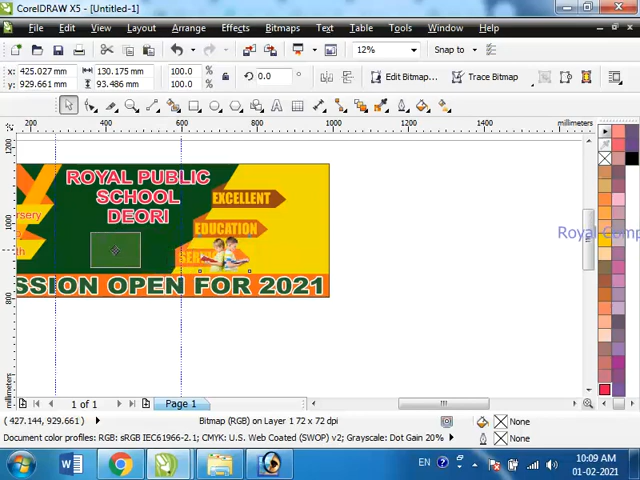 CorelDRAW X5 - [Untitled-1]
File Edit View Layout Arrange Effects Bitmaps Text Table Tools Window Help
12% Snap to
x: 425.027 mm 130.175 mm 100.0 % 0.0 Edit Bitmap... Trace Bitmap
y: 929.661 mm 93.486 mm 100.0 %
200 400 600 800 1000 1200 1400 millimeters
1200
1000
800
millimeters
ROYAL PUBLIC
SCHOOL
DEORI
EXCELLENT
EDUCATION
SSION OPEN FOR 2021
Royal Comp
1 of 1 Page 1
( 427.144, 929.661 ) Bitmap (RGB) on Layer 1 72 x 72 dpi None
Document color profiles: RGB: sRGB IEC61966-2.1; CMYK: U.S. Web Coated (SWOP) v2; Grayscale: Dot Gain 20% None
EN 10:09 AM
01-02-2021